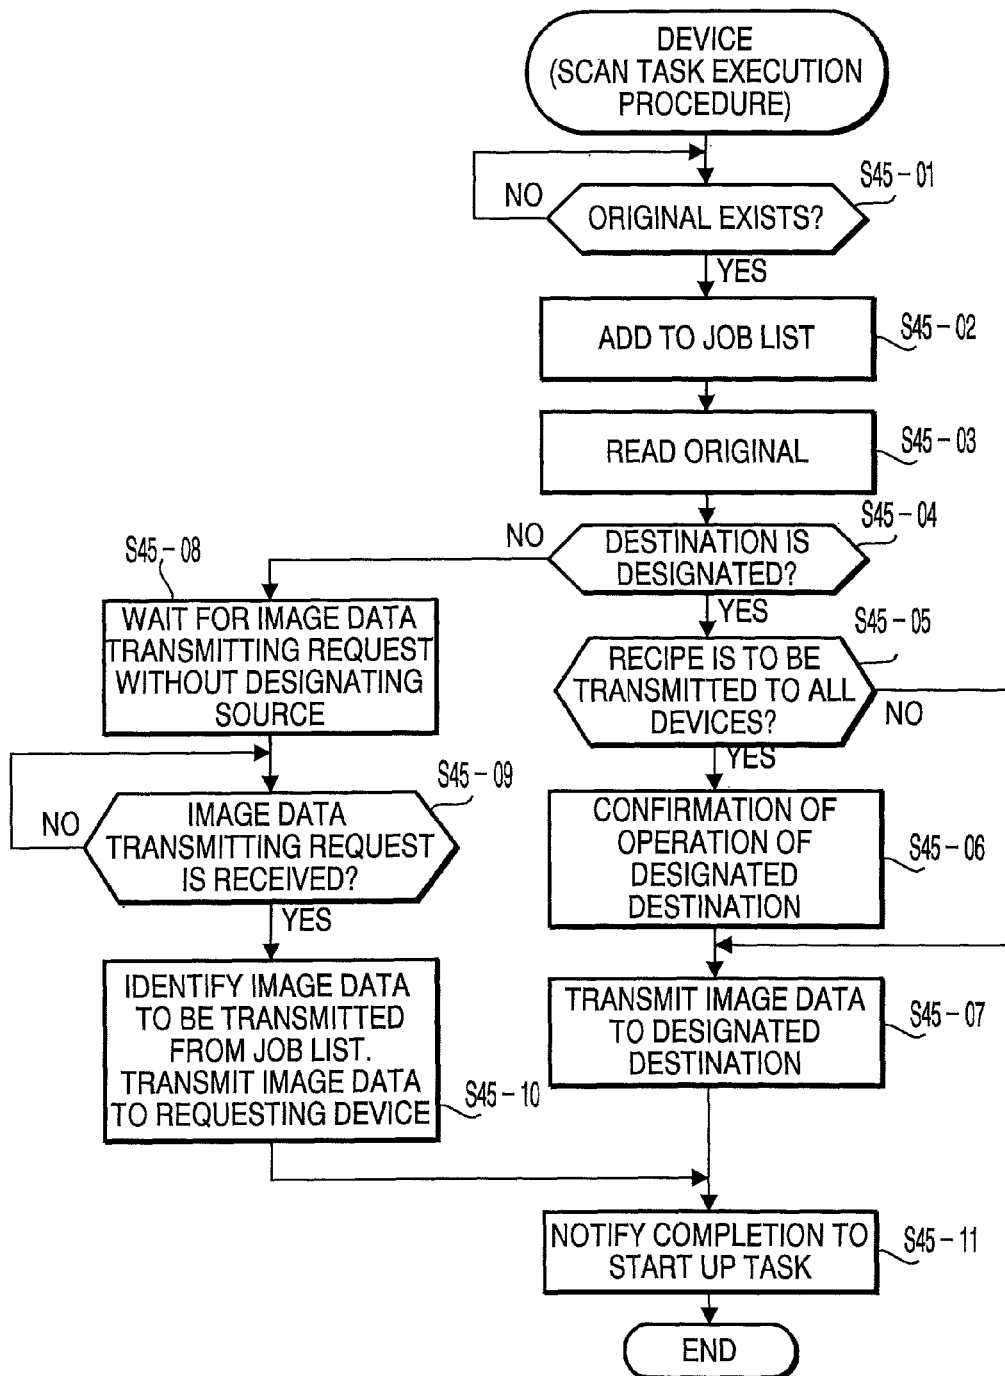 DEVICE
(SCAN TASK EXECUTION
PROCEDURE)
S45-01
NO
ORIGINAL EXISTS?
YES
ADD TO JOB LIST
S45-02
READ ORIGINAL
S45-03
S45-04
NO
DESTINATION IS
DESIGNATED?
YES
S45-08
WAIT FOR IMAGE DATA
TRANSMITTING REQUEST
WITHOUT DESIGNATING
SOURCE
S45-05
RECIPE IS TO BE
TRANSMITTED TO ALL
DEVICES?
NO
YES
S45-09
NO
IMAGE DATA
TRANSMITTING REQUEST
IS RECEIVED?
YES
CONFIRMATION OF
OPERATION OF
DESIGNATED
DESTINATION
S45-06
IDENTIFY IMAGE DATA
TO BE TRANSMITTED
FROM JOB LIST.
TRANSMIT IMAGE DATA
TO REQUESTING DEVICE
S45-10
TRANSMIT IMAGE DATA
TO DESIGNATED
DESTINATION
S45-07
NOTIFY COMPLETION TO
START UP TASK
S45-11
END